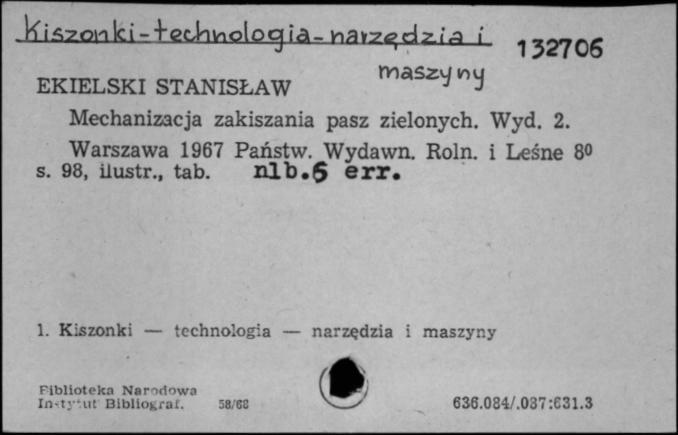 Kiszonki-technologia-narzędzia i
maszyny
132706
EKIELSKI STANISŁAW
Mechanizacja zakiszania pasz zielonych. Wyd. 2.
Warszawa 1967 Państw. Wydawn. Roln. i Leśne 8⁰
s. 98, ilustr., tab. nlb.6 err.
1. Kiszonki — technologia — narzędzia i maszyny
Biblioteka Narodowa
Instytut Bibliograf. 58/68
636.084/.087:631.3